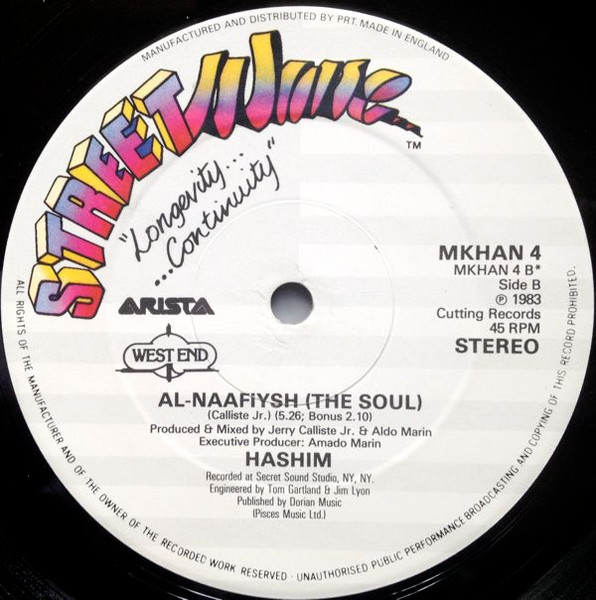 MANUFACTURED AND DISTRIBUTED BY PRT. MADE IN ENGLAND
STREET Wave...
TM
"Longevity...
...Continuity"
MKHAN 4
MKHAN 4 B*
Side B
℗ 1983
Cutting Records
45 RPM
STEREO
ARISTA
WEST END
AL-NAAFiYSH (THE SOUL)
(Calliste Jr.) (5.26; Bonus 2.10)
Produced & Mixed by Jerry Calliste Jr. & Aldo Marin
Executive Producer: Amado Marin
HASHIM
Recorded at Secret Sound Studio, NY, NY.
Engineered by Tom Gartland & Jim Lyon
Published by Dorian Music
(Pisces Music Ltd.)
ALL RIGHTS OF THE MANUFACTURER AND OF THE OWNER OF THE RECORDED WORK RESERVED · UNAUTHORISED PUBLIC PERFORMANCE BROADCASTING AND COPYING OF THIS RECORD PROHIBITED.